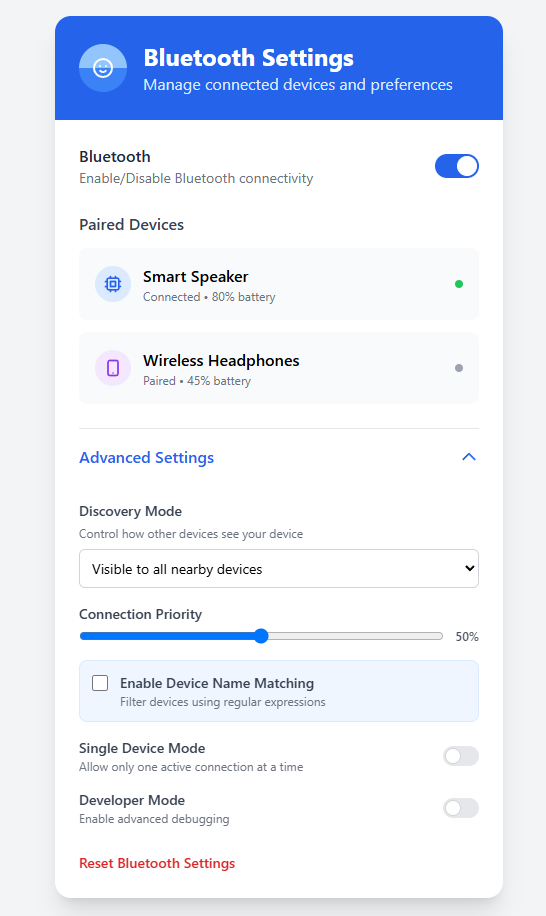 Bluetooth Settings
Manage connected devices and preferences
Bluetooth
Enable/Disable Bluetooth connectivity
Paired Devices
Smart Speaker
Connected • 80% battery
Wireless Headphones
Paired • 45% battery
Advanced Settings
Discovery Mode
Control how other devices see your device
Visible to all nearby devices
Connection Priority
50%
Enable Device Name Matching
Filter devices using regular expressions
Single Device Mode
Allow only one active connection at a time
Developer Mode
Enable advanced debugging
Reset Bluetooth Settings